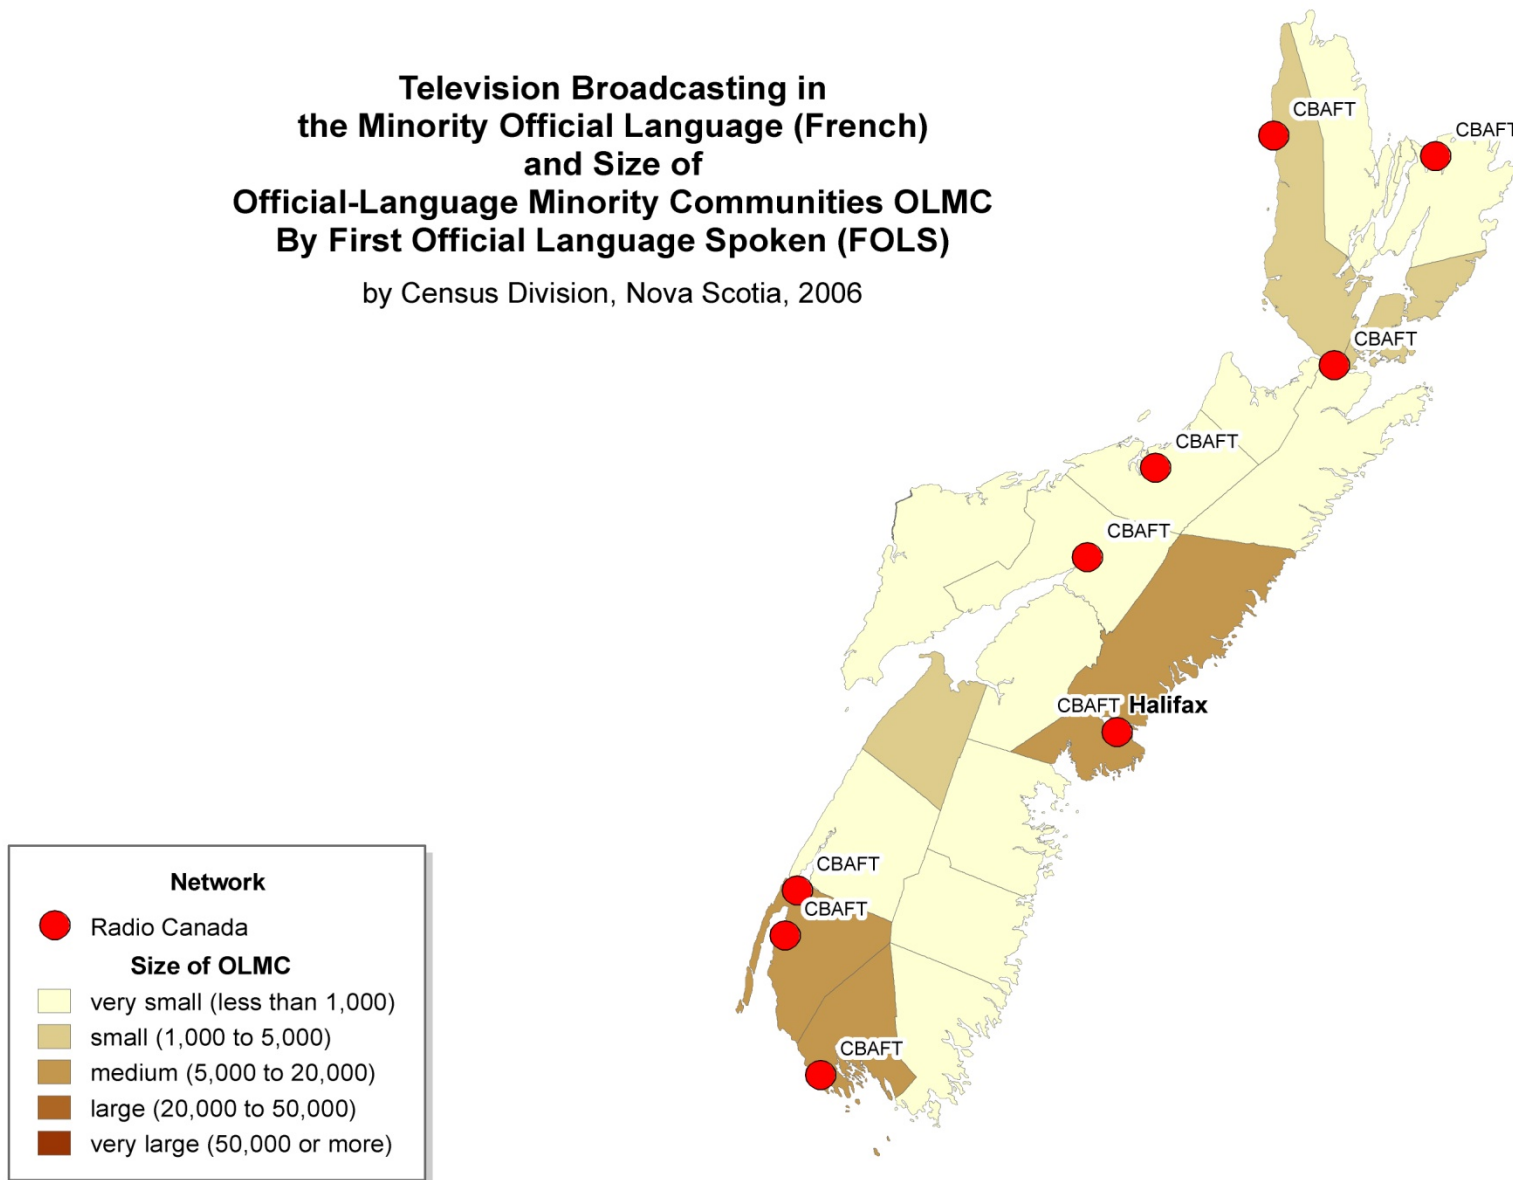 Television Broadcasting in
the Minority Official Language (French)
and Size of
Official-Language Minority Communities OLMC
By First Official Language Spoken (FOLS)
by Census Division, Nova Scotia, 2006
CBAFT
CBAFT
CBAFT
CBAFT
CBAFT
CBAFT Halifax
CBAFT
CBAFT
CBAFT
Network
Radio Canada
Size of OLMC
very small (less than 1,000)
small (1,000 to 5,000)
medium (5,000 to 20,000)
large (20,000 to 50,000)
very large (50,000 or more)